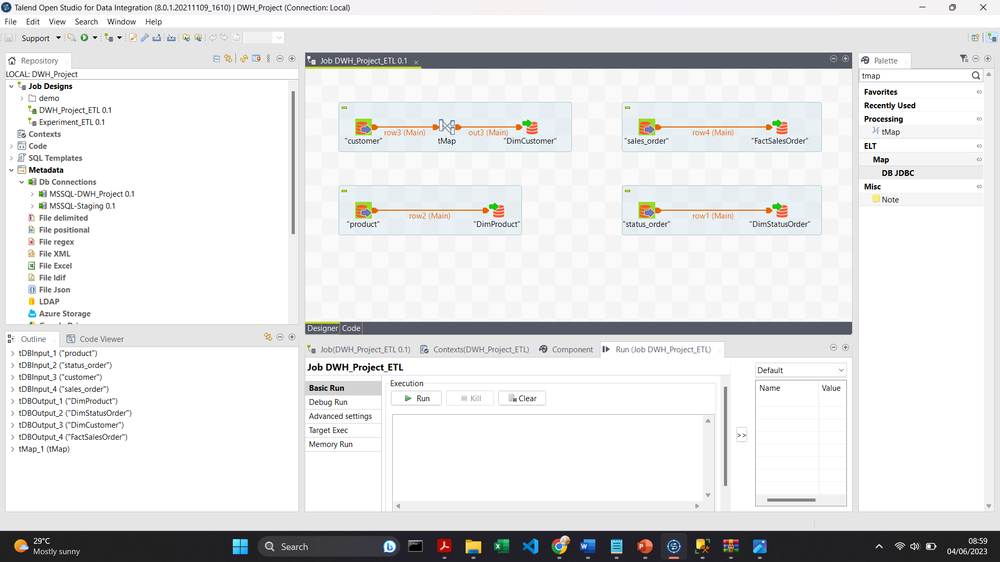 Talend Open Studio for Data Integration (8.0.1.20211109_1610) | DWH_Project (Connection: Local)
File Edit View Search Window Help
Support
Repository
LOCAL: DWH_Project
Job Designs
demo
DWH_Project_ETL 0.1
Experiment_ETL 0.1
Contexts
Code
SQL Templates
Metadata
Db Connections
MSSQL-DWH_Project 0.1
MSSQL-Staging 0.1
File delimited
File positional
File regex
File XML
File Excel
File ldif
File Json
LDAP
Azure Storage
Outline
Code Viewer
tDBInput_1 ("product")
tDBInput_2 ("status_order")
tDBInput_3 ("customer")
tDBInput_4 ("sales_order")
tDBOutput_1 ("DimProduct")
tDBOutput_2 ("DimStatusOrder")
tDBOutput_3 ("DimCustomer")
tDBOutput_4 ("FactSalesOrder")
tMap_1 (tMap)
Job DWH_Project_ETL 0.1
row3 (Main) out3 (Main)
"customer" tMap "DimCustomer"
row4 (Main)
"sales_order" "FactSalesOrder"
row2 (Main)
"product" "DimProduct"
row1 (Main)
"status_order" "DimStatusOrder"
Designer Code
Job(DWH_Project_ETL 0.1) Contexts(DWH_Project_ETL) Component Run (Job DWH_Project_ETL)
Job DWH_Project_ETL
Basic Run
Debug Run
Advanced settings
Target Exec
Memory Run
Execution
Run Kill Clear
>>
Default
Name Value
Palette
tmap
Favorites
Recently Used
Processing
tMap
ELT
Map
DB JDBC
Misc
Note
29°C
Mostly sunny
Search
08:59
04/06/2023